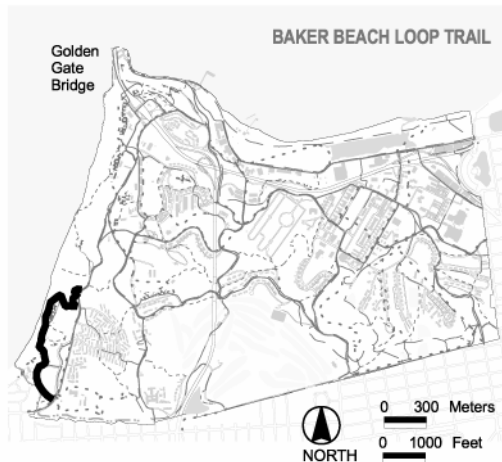 BAKER BEACH LOOP TRAIL
Golden
Gate
Bridge
0 300 Meters
0 1000 Feet
NORTH